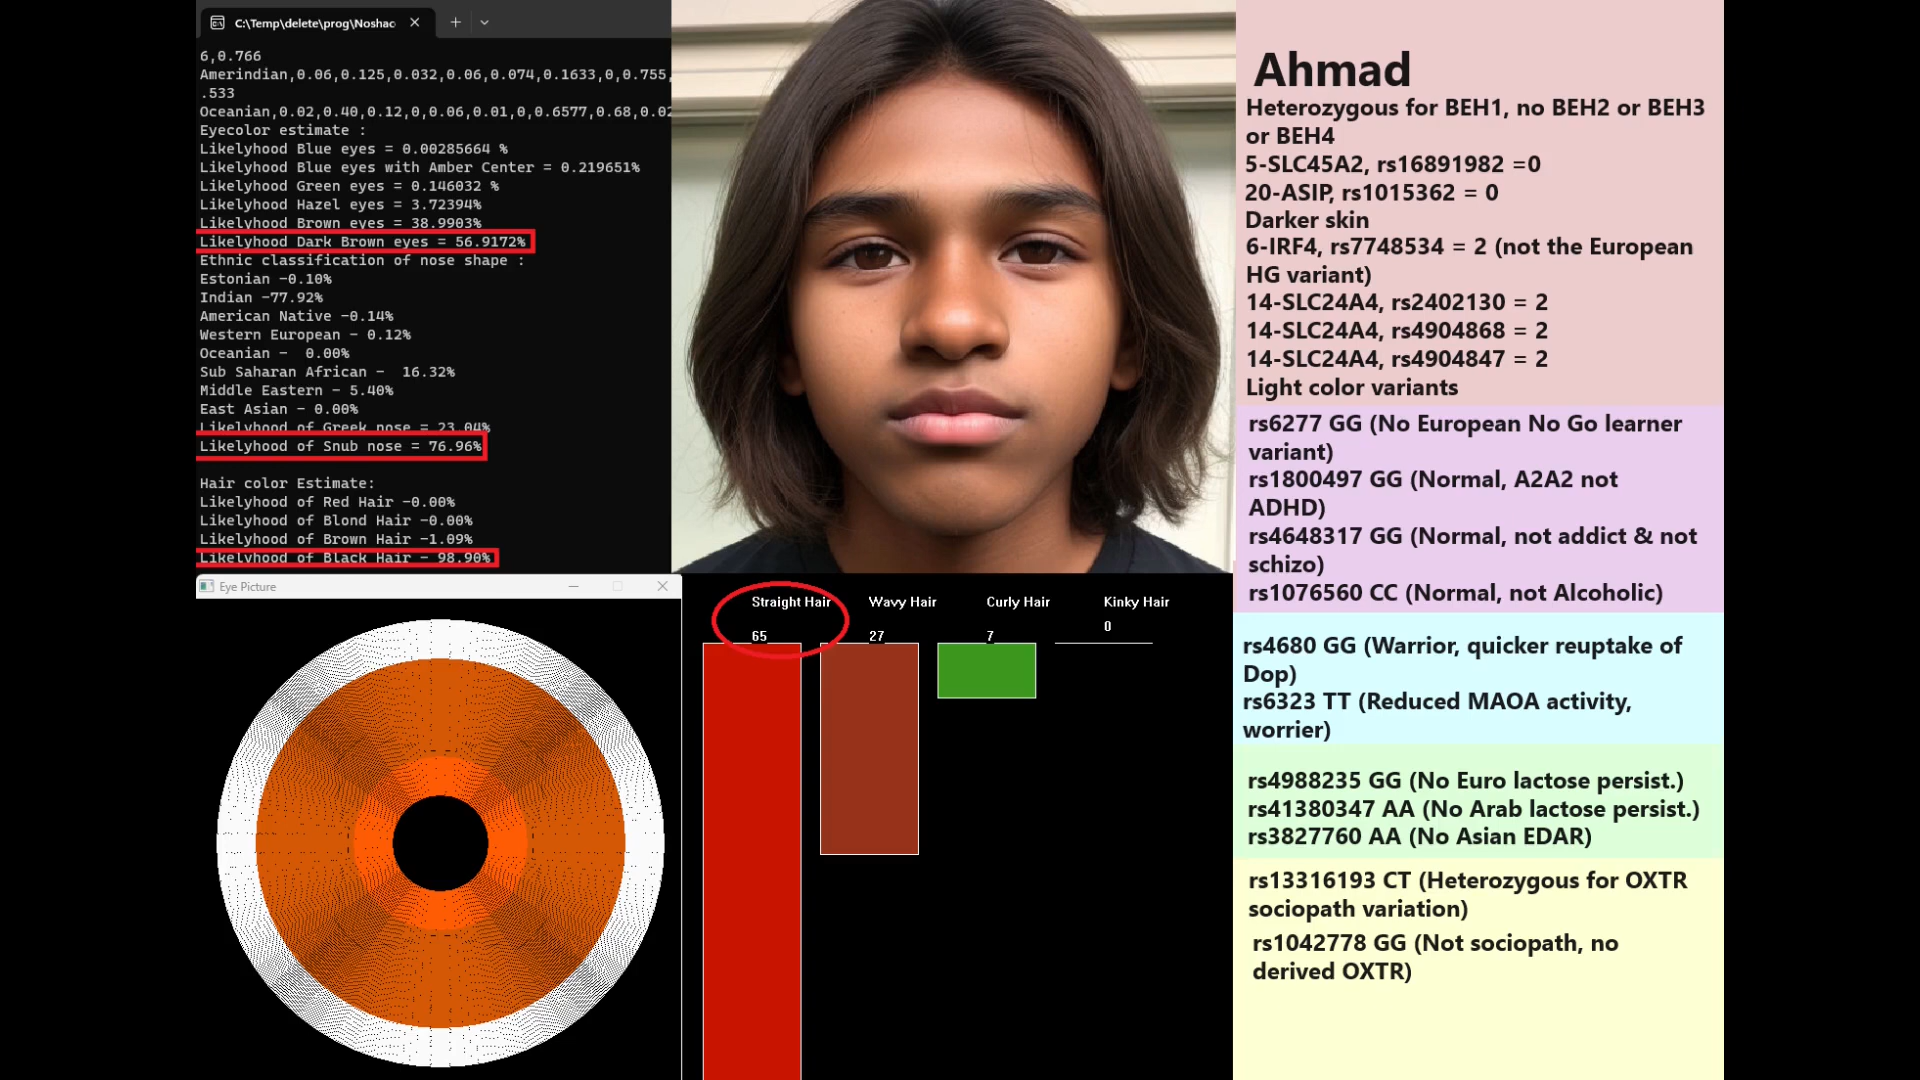 C:\Temp\delete\prog\Noshac
6,0.766
Amerindian,0.06,0.125,0.032,0.06,0.074,0.1633,0,0.755,
.533
Oceanian,0.02,0.40,0.12,0,0.06,0.01,0,0.6577,0.68,0.02
Eyecolor estimate :
Likelyhood Blue eyes = 0.00285664 %
Likelyhood Blue eyes with Amber Center = 0.219651%
Likelyhood Green eyes = 0.146032 %
Likelyhood Hazel eyes = 3.72394%
Likelyhood Brown eyes = 38.9903%
Likelyhood Dark Brown eyes = 56.9172%
Ethnic classification of nose shape :
Estonian -0.10%
Indian -77.92%
American Native -0.14%
Western European - 0.12%
Oceanian -  0.00%
Sub Saharan African -  16.32%
Middle Eastern - 5.40%
East Asian - 0.00%
Likelyhood of Greek nose = 23.04%
Likelyhood of Snub nose = 76.96%
Hair color Estimate:
Likelyhood of Red Hair -0.00%
Likelyhood of Blond Hair -0.00%
Likelyhood of Brown Hair -1.09%
Likelyhood of Black Hair - 98.90%
Eye Picture
Straight Hair Wavy Hair Curly Hair Kinky Hair
65 27 7 0
Ahmad
Heterozygous for BEH1, no BEH2 or BEH3
or BEH4
5-SLC45A2, rs16891982 =0
20-ASIP, rs1015362 = 0
Darker skin
6-IRF4, rs7748534 = 2 (not the European
HG variant)
14-SLC24A4, rs2402130 = 2
14-SLC24A4, rs4904868 = 2
14-SLC24A4, rs4904847 = 2
Light color variants
rs6277 GG (No European No Go learner
variant)
rs1800497 GG (Normal, A2A2 not
ADHD)
rs4648317 GG (Normal, not addict & not
schizo)
rs1076560 CC (Normal, not Alcoholic)
rs4680 GG (Warrior, quicker reuptake of
Dop)
rs6323 TT (Reduced MAOA activity,
worrier)
rs4988235 GG (No Euro lactose persist.)
rs41380347 AA (No Arab lactose persist.)
rs3827760 AA (No Asian EDAR)
rs13316193 CT (Heterozygous for OXTR
sociopath variation)
rs1042778 GG (Not sociopath, no
derived OXTR)